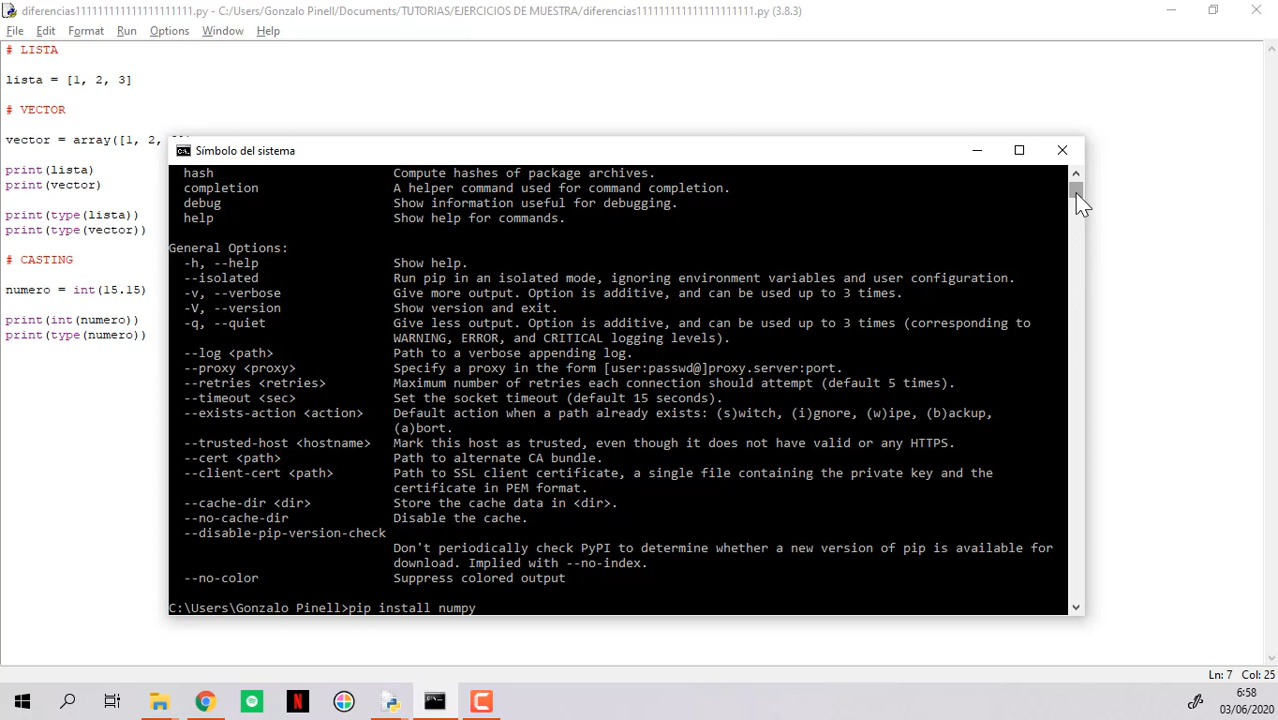 diferencias1111111111111111111.py - C:/Users/Gonzalo Pinell/Documents/TUTORIAS/EJERCICIOS DE MUESTRA/diferencias1111111111111111111.py (3.8.3)
File Edit Format Run Options Window Help
# LISTA
lista = [1, 2, 3]
# VECTOR
vector = array([1, 2,
print(lista)
print(vector)
print(type(lista))
print(type(vector))
# CASTING
numero = int(15.15)
print(int(numero))
print(type(numero))
Símbolo del sistema
hash Compute hashes of package archives.
completion A helper command used for command completion.
debug Show information useful for debugging.
help Show help for commands.
General Options:
-h, --help Show help.
--isolated Run pip in an isolated mode, ignoring environment variables and user configuration.
-v, --verbose Give more output. Option is additive, and can be used up to 3 times.
-V, --version Show version and exit.
-q, --quiet Give less output. Option is additive, and can be used up to 3 times (corresponding to
WARNING, ERROR, and CRITICAL logging levels).
--log <path> Path to a verbose appending log.
--proxy <proxy> Specify a proxy in the form [user:passwd@]proxy.server:port.
--retries <retries> Maximum number of retries each connection should attempt (default 5 times).
--timeout <sec> Set the socket timeout (default 15 seconds).
--exists-action <action> Default action when a path already exists: (s)witch, (i)gnore, (w)ipe, (b)ackup,
(a)bort.
--trusted-host <hostname> Mark this host as trusted, even though it does not have valid or any HTTPS.
--cert <path> Path to alternate CA bundle.
--client-cert <path> Path to SSL client certificate, a single file containing the private key and the
certificate in PEM format.
--cache-dir <dir> Store the cache data in <dir>.
--no-cache-dir Disable the cache.
--disable-pip-version-check
Don't periodically check PyPI to determine whether a new version of pip is available for
download. Implied with --no-index.
--no-color Suppress colored output
C:\Users\Gonzalo Pinell>pip install numpy
Ln: 7 Col: 25
6:58
03/06/2020